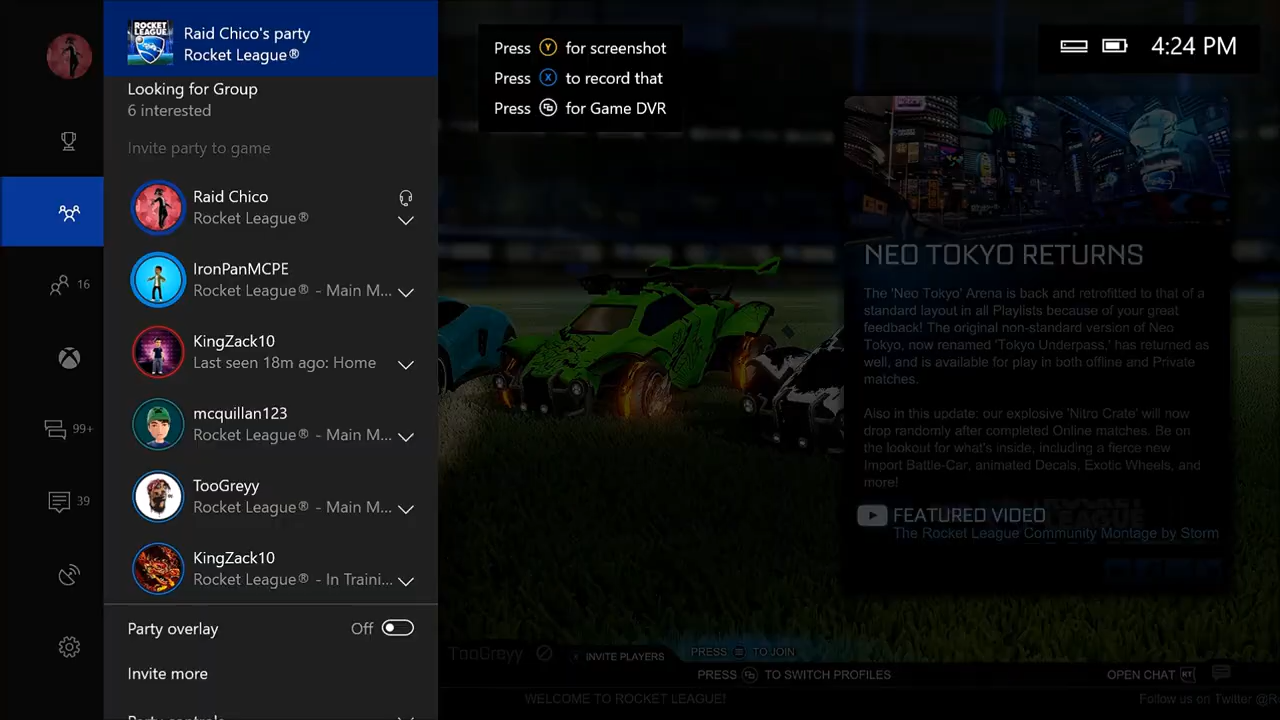 ROCKET
LEAGUE
Raid Chico's party
Rocket League®
Looking for Group
6 interested
Invite party to game
Raid Chico
Rocket League®
IronPanMCPE
Rocket League® - Main M...
KingZack10
Last seen 18m ago: Home
mcquillan123
Rocket League® - Main M...
TooGreyy
Rocket League® - Main M...
KingZack10
Rocket League® - In Traini...
Party overlay
Off
Invite more
Party controls
16
99+
39
Press Y for screenshot
Press X to record that
Press for Game DVR
4:24 PM
NEO TOKYO RETURNS
The 'Neo Tokyo' Arena is back and retrofitted to that of a
standard layout in all Playlists because of your great
feedback! The original non-standard version of Neo
Tokyo, now renamed 'Tokyo Underpass,' has returned as
well, and is available for play in both offline and Private
matches.
Also in this update: our explosive 'Nitro Crate' will now
drop randomly after completed Online matches. Be on
the lookout for what's inside, including a fierce new
Import Battle-Car, animated Decals, Exotic Wheels, and
more!
FEATURED VIDEO
The Rocket League Community Montage by Storm
TooGreyy
INVITE PLAYERS
PRESS TO JOIN
PRESS TO SWITCH PROFILES
OPEN CHAT
WELCOME TO ROCKET LEAGUE!
Follow us on Twitter @R